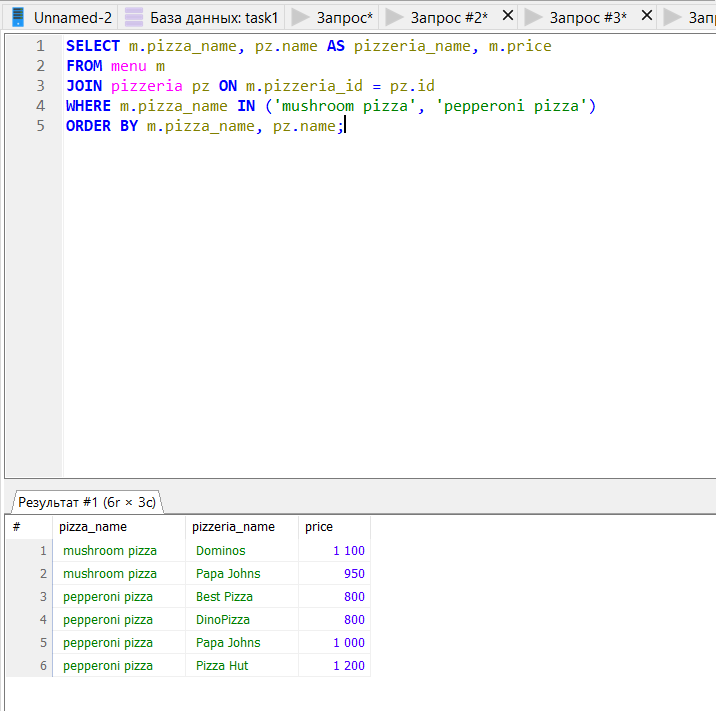 Unnamed-2 База данных: task1 Запрос* Запрос #2* Запрос #3* Зап
1 SELECT m.pizza_name, pz.name AS pizzeria_name, m.price
2 FROM menu m
3 JOIN pizzeria pz ON m.pizzeria_id = pz.id
4 WHERE m.pizza_name IN ('mushroom pizza', 'pepperoni pizza')
5 ORDER BY m.pizza_name, pz.name;
Результат #1 (6r × 3c)
# pizza_name pizzeria_name price
1 mushroom pizza Dominos 1 100
2 mushroom pizza Papa Johns 950
3 pepperoni pizza Best Pizza 800
4 pepperoni pizza DinoPizza 800
5 pepperoni pizza Papa Johns 1 000
6 pepperoni pizza Pizza Hut 1 200